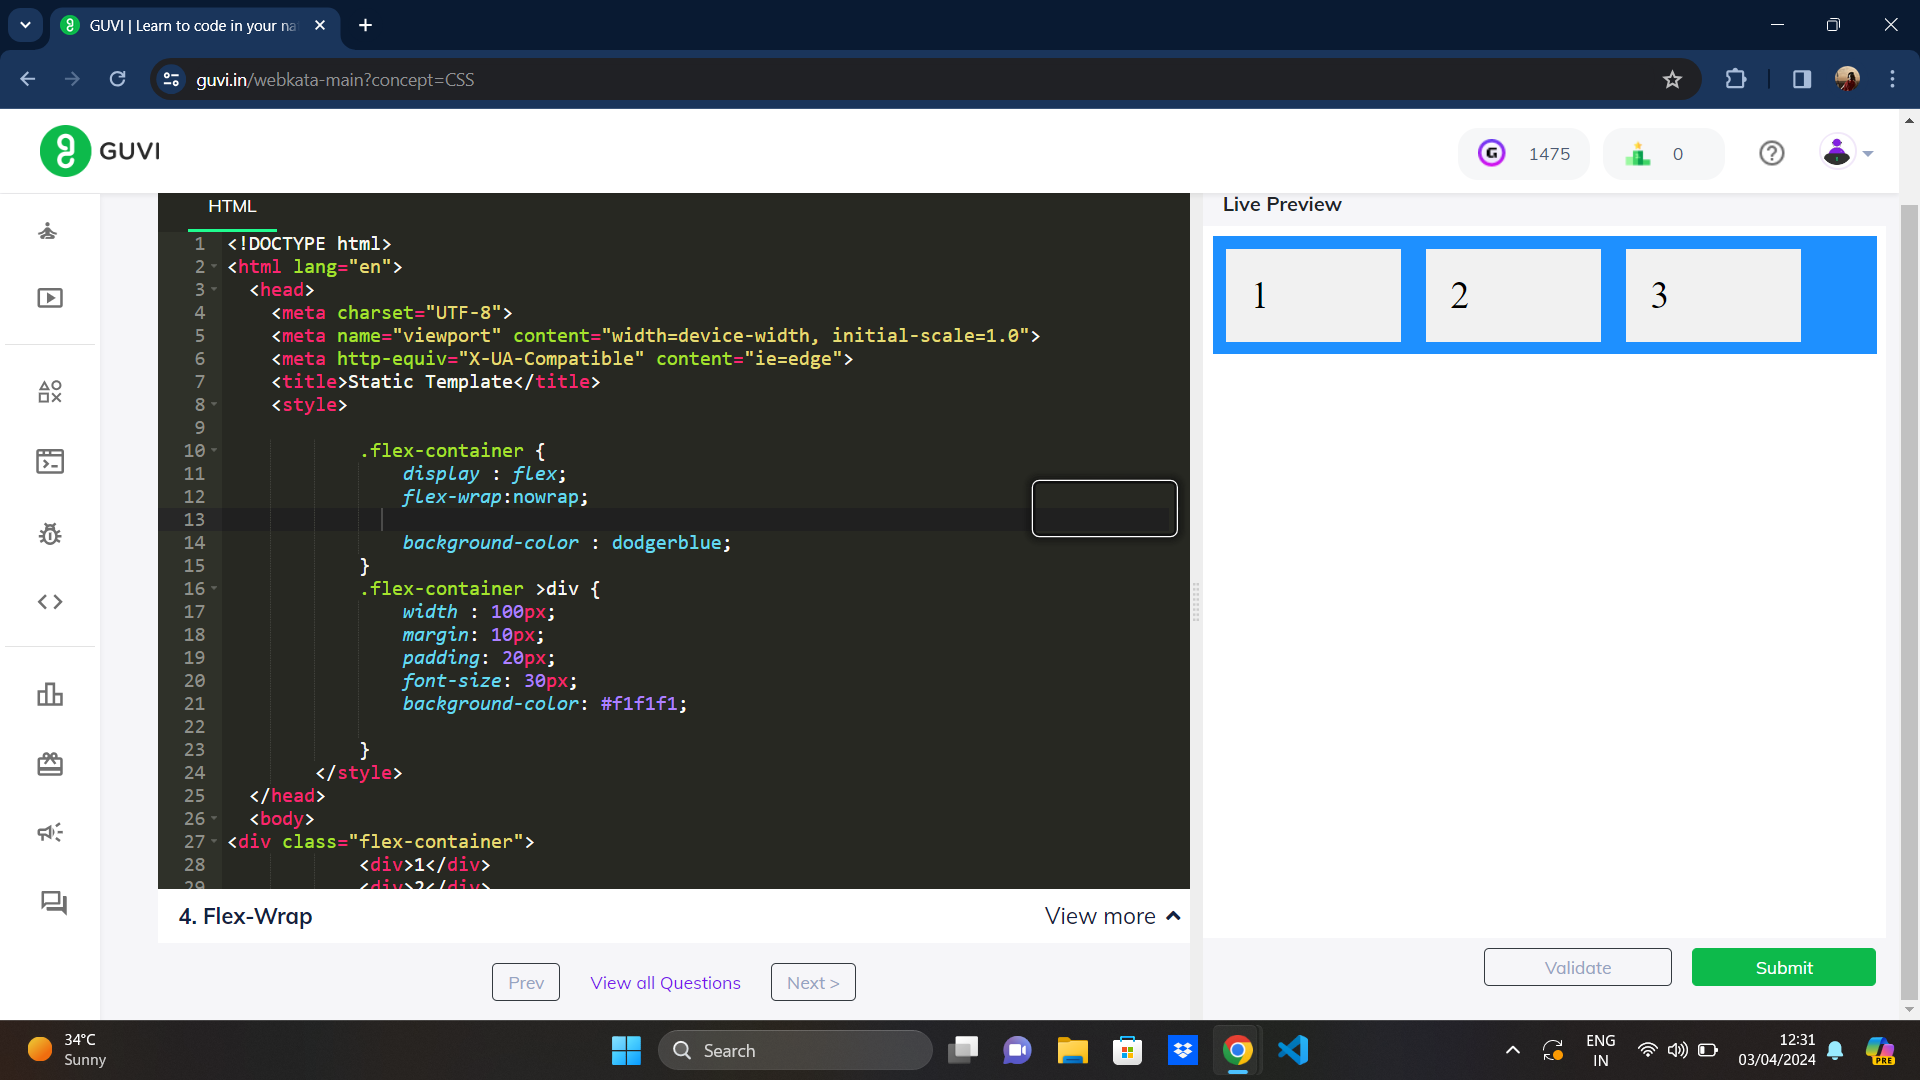 GUVI | Learn to code in your na
guvi.in/webkata-main?concept=CSS
GUVI
G
1475
0
HTML
Live Preview
1 <!DOCTYPE html>
2 <html lang="en">
3 <head>
4 <meta charset="UTF-8">
5 <meta name="viewport" content="width=device-width, initial-scale=1.0">
6 <meta http-equiv="X-UA-Compatible" content="ie=edge">
7 <title>Static Template</title>
8 <style>
9
10 .flex-container {
11 display : flex;
12 flex-wrap:nowrap;
13
14 background-color : dodgerblue;
15 }
16 .flex-container >div {
17 width : 100px;
18 margin: 10px;
19 padding: 20px;
20 font-size: 30px;
21 background-color: #f1f1f1;
22
23 }
24 </style>
25 </head>
26 <body>
27 <div class="flex-container">
28 <div>1</div>
29 <div>2</div>
1 2 3
4. Flex-Wrap
View more
Prev
View all Questions
Next >
Validate
Submit
34°C
Sunny
Search
ENG
IN
12:31
03/04/2024
PRE